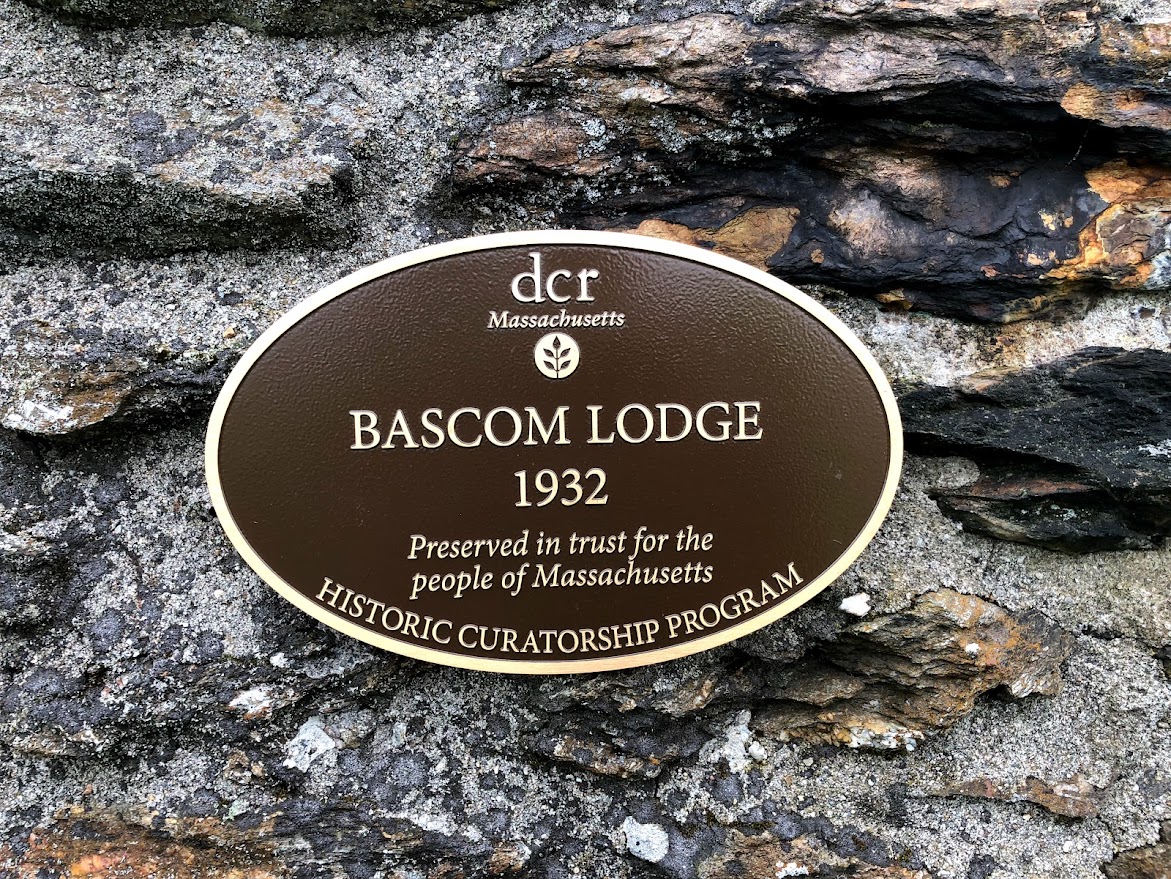 dcr
Massachusetts
BASCOM LODGE
1932
Preserved in trust for the
people of Massachusetts
HISTORIC CURATORSHIP PROGRAM